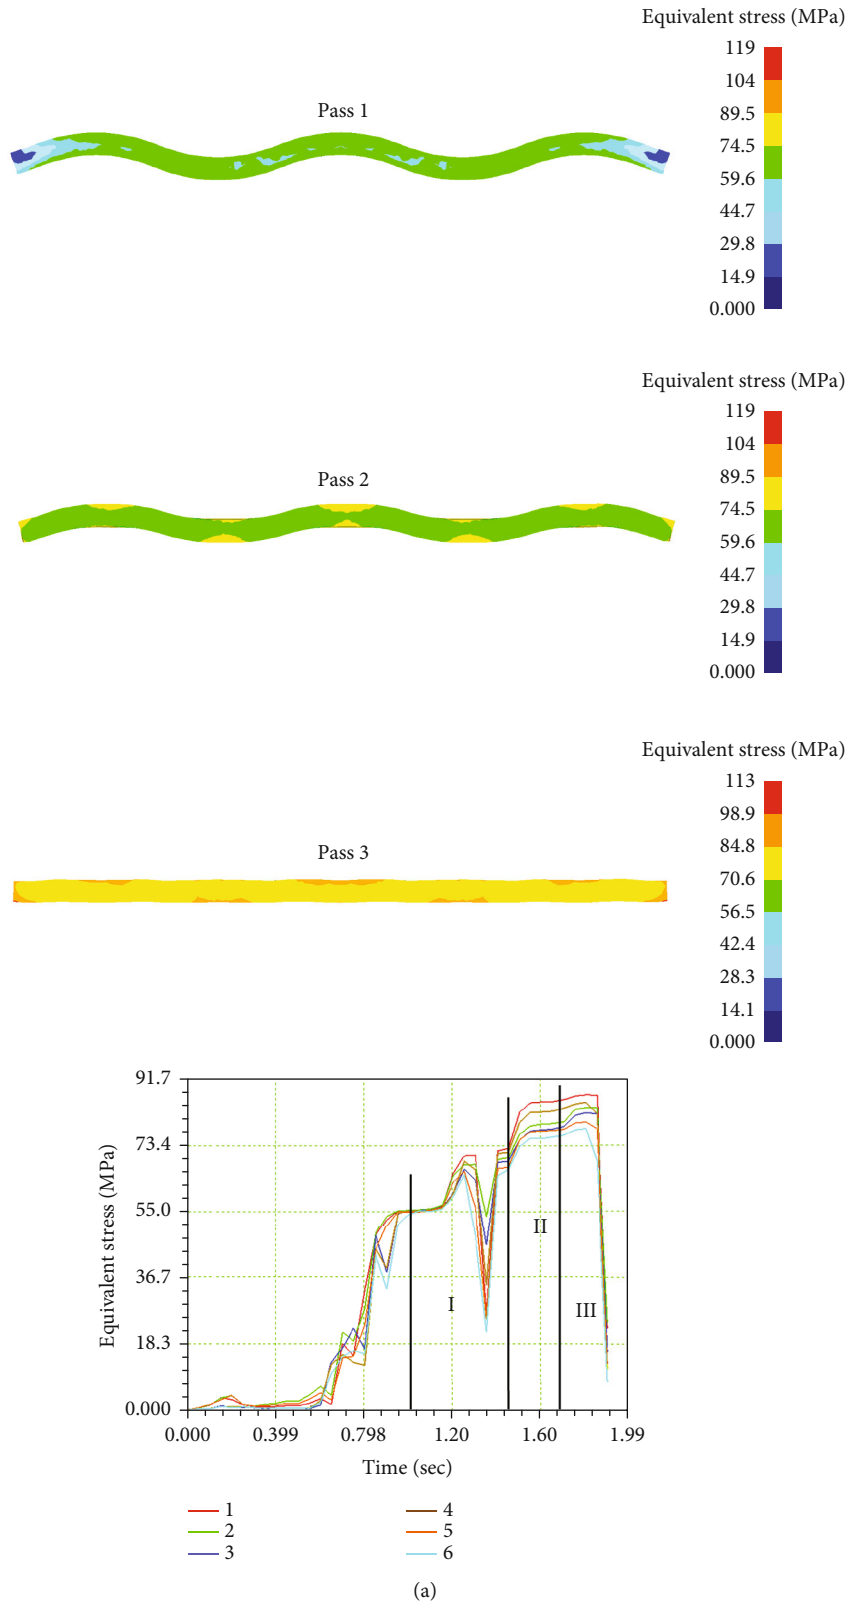 Equivalent stress (MPa)
119
104
89.5
74.5
59.6
44.7
29.8
14.9
0.000
Pass 1
Equivalent stress (MPa)
119
104
89.5
74.5
59.6
44.7
29.8
14.9
0.000
Pass 2
Equivalent stress (MPa)
113
98.9
84.8
70.6
56.5
42.4
28.3
14.1
0.000
Pass 3
Equivalent stress (MPa)
91.7
73.4
55.0
36.7
18.3
0.000
I
II
III
0.000 0.399 0.798 1.20 1.60 1.99
Time (sec)
1 4
2 5
3 6
(a)